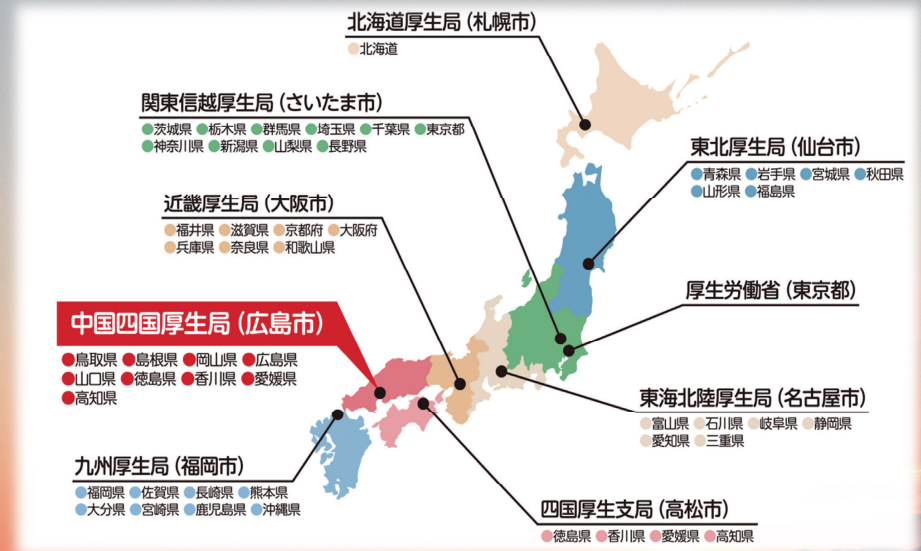 北海道厚生局（札幌市）
●北海道
関東信越厚生局（さいたま市）
●茨城県 ●栃木県 ●群馬県 ●埼玉県 ●千葉県 ●東京都
●神奈川県 ●新潟県 ●山梨県 ●長野県
東北厚生局（仙台市）
●青森県 ●岩手県 ●宮城県 ●秋田県
●山形県 ●福島県
近畿厚生局（大阪市）
●福井県 ●滋賀県 ●京都府 ●大阪府
●兵庫県 ●奈良県 ●和歌山県
厚生労働省（東京都）
中国四国厚生局（広島市）
●鳥取県 ●島根県 ●岡山県 ●広島県
●山口県 ●徳島県 ●香川県 ●愛媛県
●高知県
東海北陸厚生局（名古屋市）
●富山県 ●石川県 ●岐阜県 ●静岡県
●愛知県 ●三重県
九州厚生局（福岡市）
●福岡県 ●佐賀県 ●長崎県 ●熊本県
●大分県 ●宮崎県 ●鹿児島県 ●沖縄県
四国厚生支局（高松市）
●徳島県 ●香川県 ●愛媛県 ●高知県